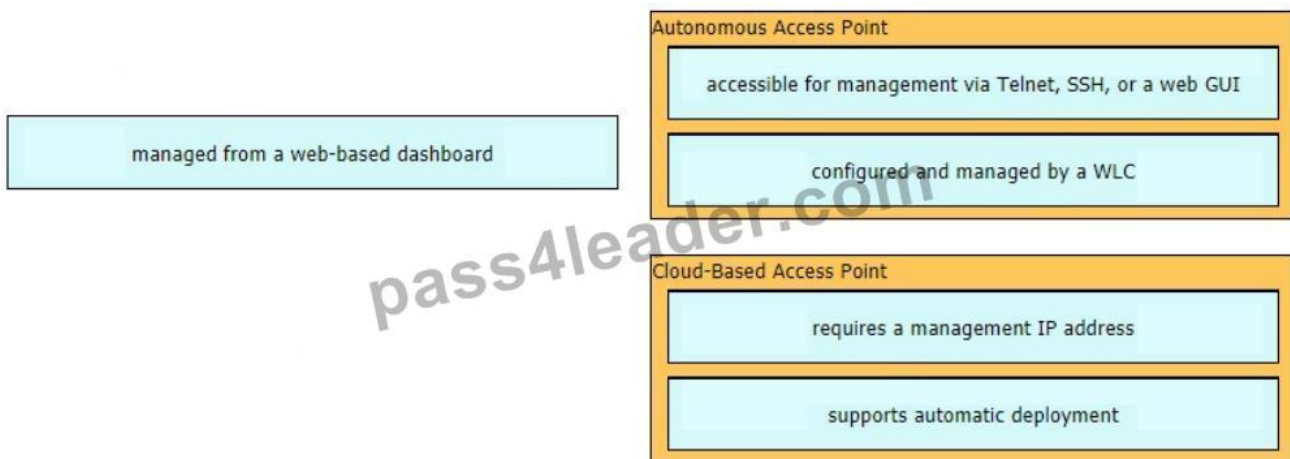 managed from a web-based dashboard
Autonomous Access Point
accessible for management via Telnet, SSH, or a web GUI
configured and managed by a WLC
Cloud-Based Access Point
requires a management IP address
supports automatic deployment
pass4leader.com